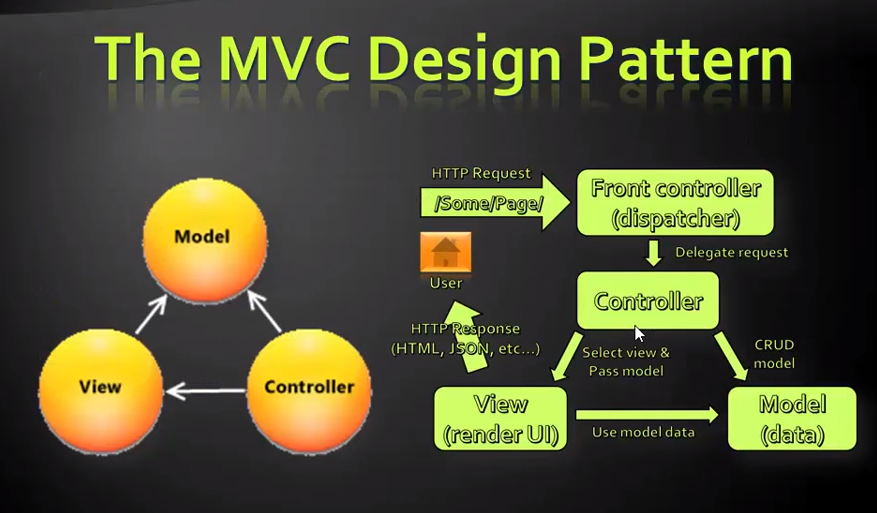 The MVC Design Pattern
Model
View
Controller
HTTP Request
/Some/Page/
Front controller
(dispatcher)
Delegate request
User
Controller
HTTP Response
(HTML, JSON, etc...)
Select view &
Pass model
CRUD
model
View
(render UI)
Use model data
Model
(data)